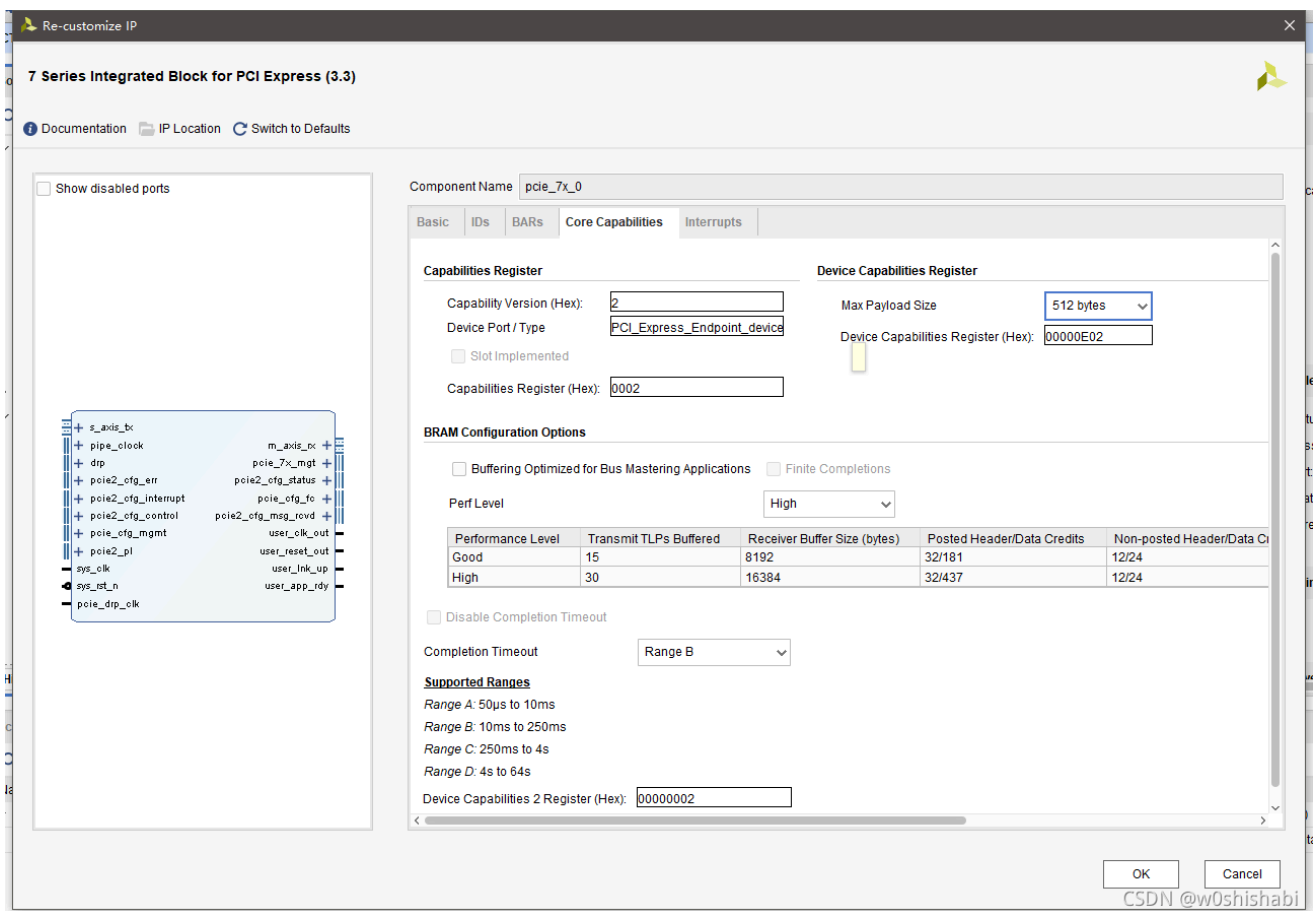 Re-customize IP
7 Series Integrated Block for PCI Express (3.3)
Documentation IP Location Switch to Defaults
Show disabled ports
s_axis_tx
pipe_clock
drp
pcie2_cfg_err
pcie2_cfg_interrupt
pcie2_cfg_control
pcie_cfg_mgmt
pcie2_pl
sys_clk
sys_rst_n
pcie_drp_clk
m_axis_rx
pcie_7x_mgt
pcie2_cfg_status
pcie_cfg_fc
pcie2_cfg_msg_rcvd
user_clk_out
user_reset_out
user_lnk_up
user_app_rdy
Component Name pcie_7x_0
Basic IDs BARs Core Capabilities Interrupts
Capabilities Register
Capability Version (Hex): 2
Device Port / Type PCI_Express_Endpoint_device
Slot Implemented
Capabilities Register (Hex): 0002
Device Capabilities Register
Max Payload Size 512 bytes
Device Capabilities Register (Hex): 00000E02
BRAM Configuration Options
Buffering Optimized for Bus Mastering Applications Finite Completions
Perf Level High
Performance Level Transmit TLPs Buffered Receiver Buffer Size (bytes) Posted Header/Data Credits Non-posted Header/Data Cr
Good 15 8192 32/181 12/24
High 30 16384 32/437 12/24
Disable Completion Timeout
Completion Timeout Range B
Supported Ranges
Range A: 50µs to 10ms
Range B: 10ms to 250ms
Range C: 250ms to 4s
Range D: 4s to 64s
Device Capabilities 2 Register (Hex): 00000002
OK Cancel
CSDN @w0shishabi